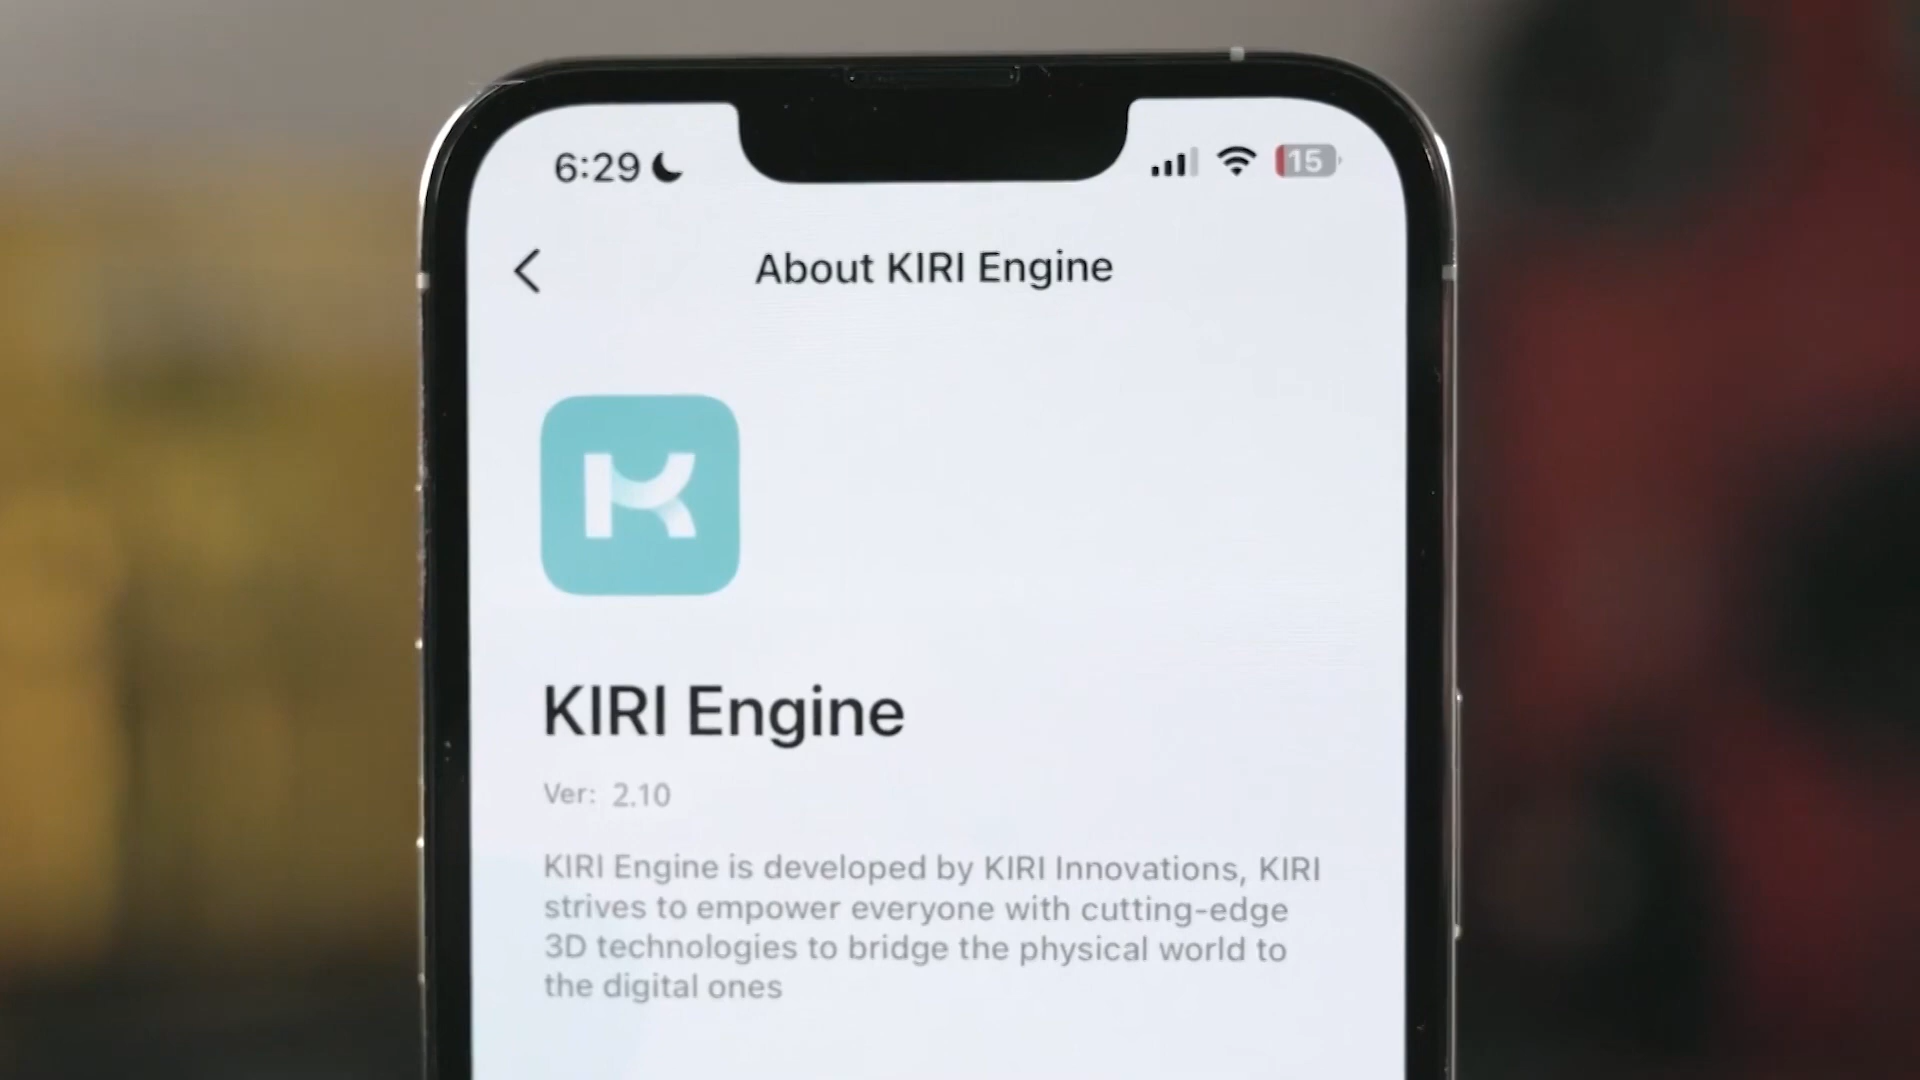 6:29
15
About KIRI Engine
K
KIRI Engine
Ver: 2.10
KIRI Engine is developed by KIRI Innovations, KIRI
strives to empower everyone with cutting-edge
3D technologies to bridge the physical world to
the digital ones